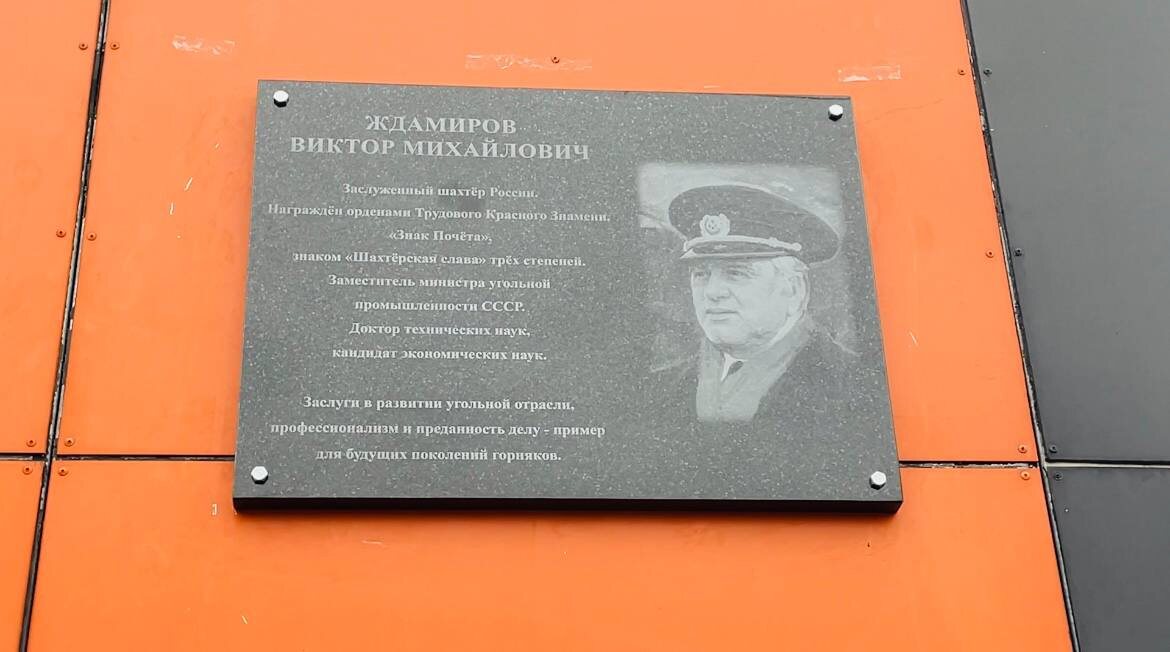 ЖДАМИРОВ
ВИКТОР МИХАЙЛОВИЧ
Заслуженный шахтёр России.
Награждён орденами Трудового Красного Знамени.
«Знак Почёта»,
знаком «Шахтёрская слава» трёх степеней.
Заместитель министра угольной
промышленности СССР.
Доктор технических наук,
кандидат экономических наук.
Заслуги в развитии угольной отрасли,
профессионализм и преданность делу - пример
для будущих поколений горняков.